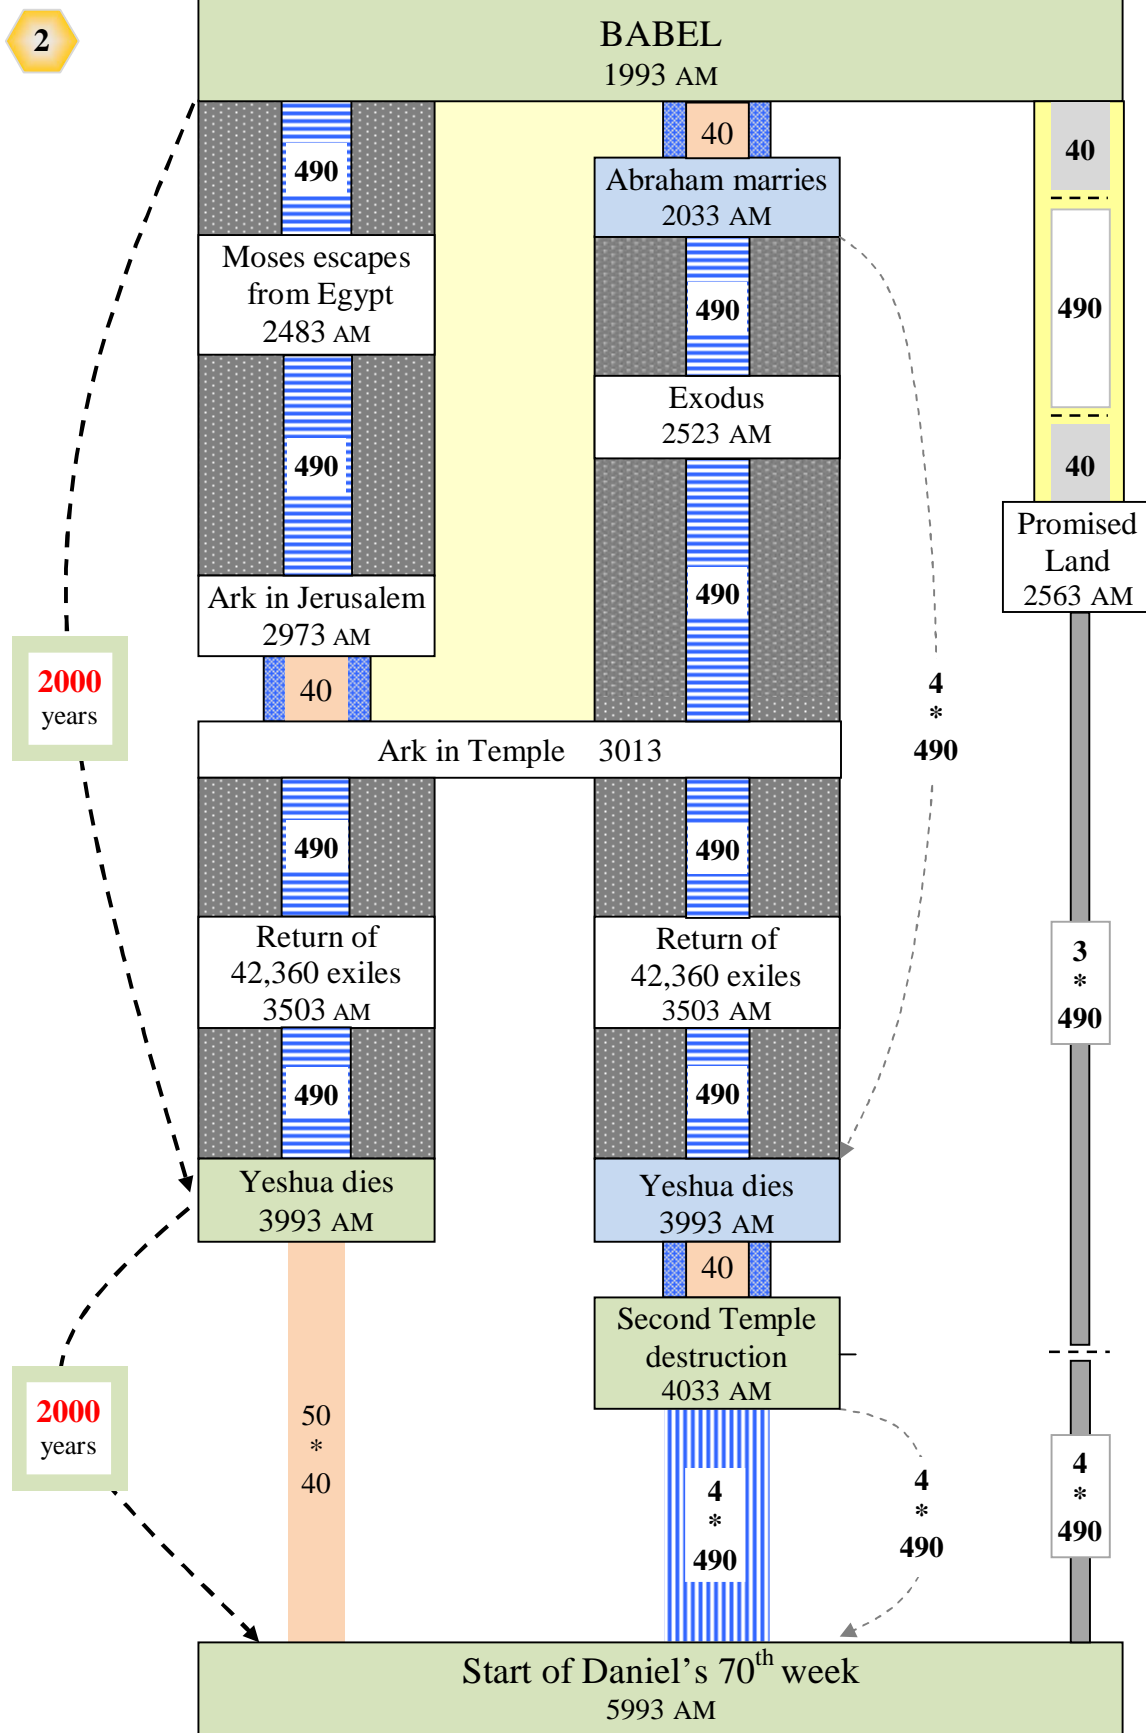 2
BABEL
1993 AM
490
Moses escapes
from Egypt
2483 AM
490
Ark in Jerusalem
2973 AM
40
40
Abraham marries
2033 AM
490
Exodus
2523 AM
490
40
490
40
Promised
Land
2563 AM
2000
years
4
*
490
Ark in Temple 3013
490
Return of
42,360 exiles
3503 AM
490
Yeshua dies
3993 AM
490
Return of
42,360 exiles
3503 AM
490
Yeshua dies
3993 AM
3
*
490
40
Second Temple
destruction
4033 AM
2000
years
50
*
40
4
*
490
4
*
490
4
*
490
Start of Daniel’s 70th week
5993 AM